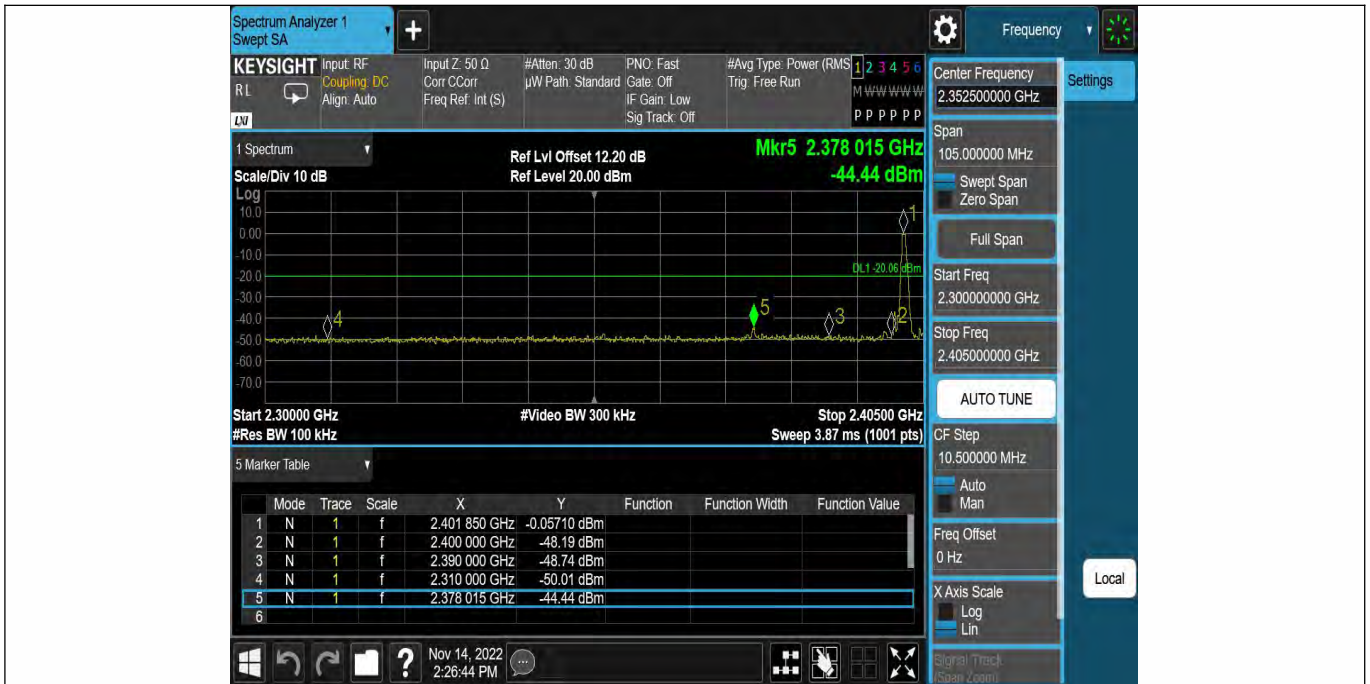 Spectrum Analyzer 1
Swept SA
+
Frequency
KEYSIGHT
RL
LXI
Input: RF
Coupling: DC
Align: Auto
Input Z: 50 Ω
Corr CCorr
Freq Ref: Int (S)
#Atten: 30 dB
µW Path: Standard
PNO: Fast
Gate: Off
IF Gain: Low
Sig Track: Off
#Avg Type: Power (RMS
Trig: Free Run
1 2 3 4 5 6
M W W W W W
P P P P P P
1 Spectrum
Scale/Div 10 dB
Ref Lvl Offset 12.20 dB
Ref Level 20.00 dBm
Mkr5 2.378 015 GHz
-44.44 dBm
Log
10.0
0.00
-10.0
-20.0
-30.0
-40.0
-50.0
-60.0
-70.0
1
DL1 -20.06 dBm
5
3
2
4
Start 2.30000 GHz
#Res BW 100 kHz
#Video BW 300 kHz
Stop 2.40500 GHz
Sweep 3.87 ms (1001 pts)
5 Marker Table
Mode Trace Scale X Y Function Function Width Function Value
1 N 1 f 2.401 850 GHz -0.05710 dBm
2 N 1 f 2.400 000 GHz -48.19 dBm
3 N 1 f 2.390 000 GHz -48.74 dBm
4 N 1 f 2.310 000 GHz -50.01 dBm
5 N 1 f 2.378 015 GHz -44.44 dBm
6
?
Nov 14, 2022
2:26:44 PM
Center Frequency
2.352500000 GHz
Settings
Span
105.000000 MHz
Swept Span
Zero Span
Full Span
Start Freq
2.300000000 GHz
Stop Freq
2.405000000 GHz
AUTO TUNE
CF Step
10.500000 MHz
Auto
Man
Freq Offset
0 Hz
X Axis Scale
Log
Lin
Local
Signal Track
(Span Zoom)